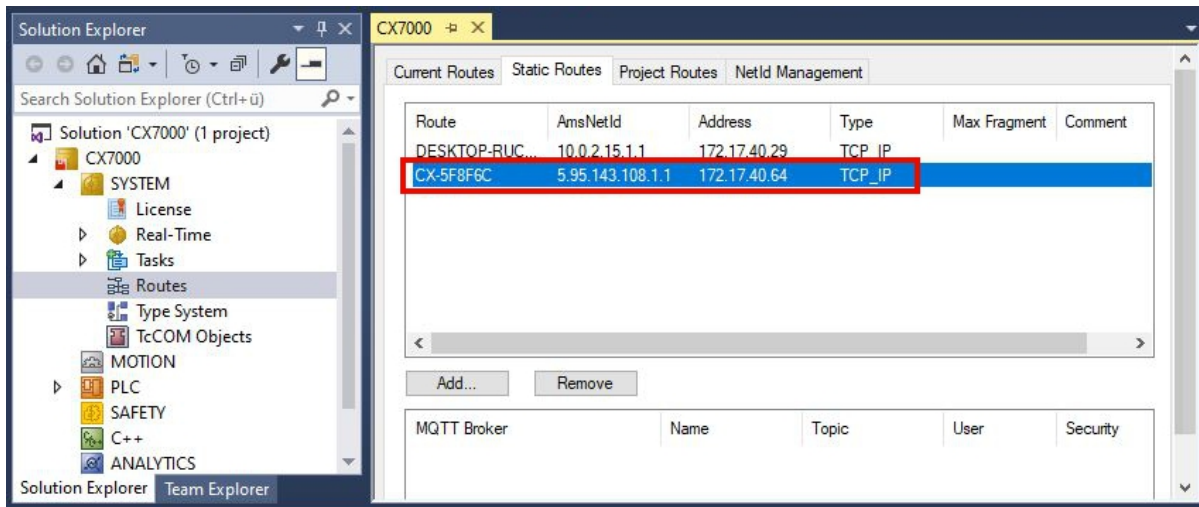 Solution Explorer
Search Solution Explorer (Ctrl+ü)
Solution 'CX7000' (1 project)
CX7000
SYSTEM
License
Real-Time
Tasks
Routes
Type System
TcCOM Objects
MOTION
PLC
SAFETY
C++
ANALYTICS
Solution Explorer Team Explorer
CX7000
Current Routes Static Routes Project Routes NetId Management
Route AmsNetId Address Type Max Fragment Comment
DESKTOP-RUC... 10.0.2.15.1.1 172.17.40.29 TCP_IP
CX-5F8F6C 5.95.143.108.1.1 172.17.40.64 TCP_IP
Add... Remove
MQTT Broker Name Topic User Security